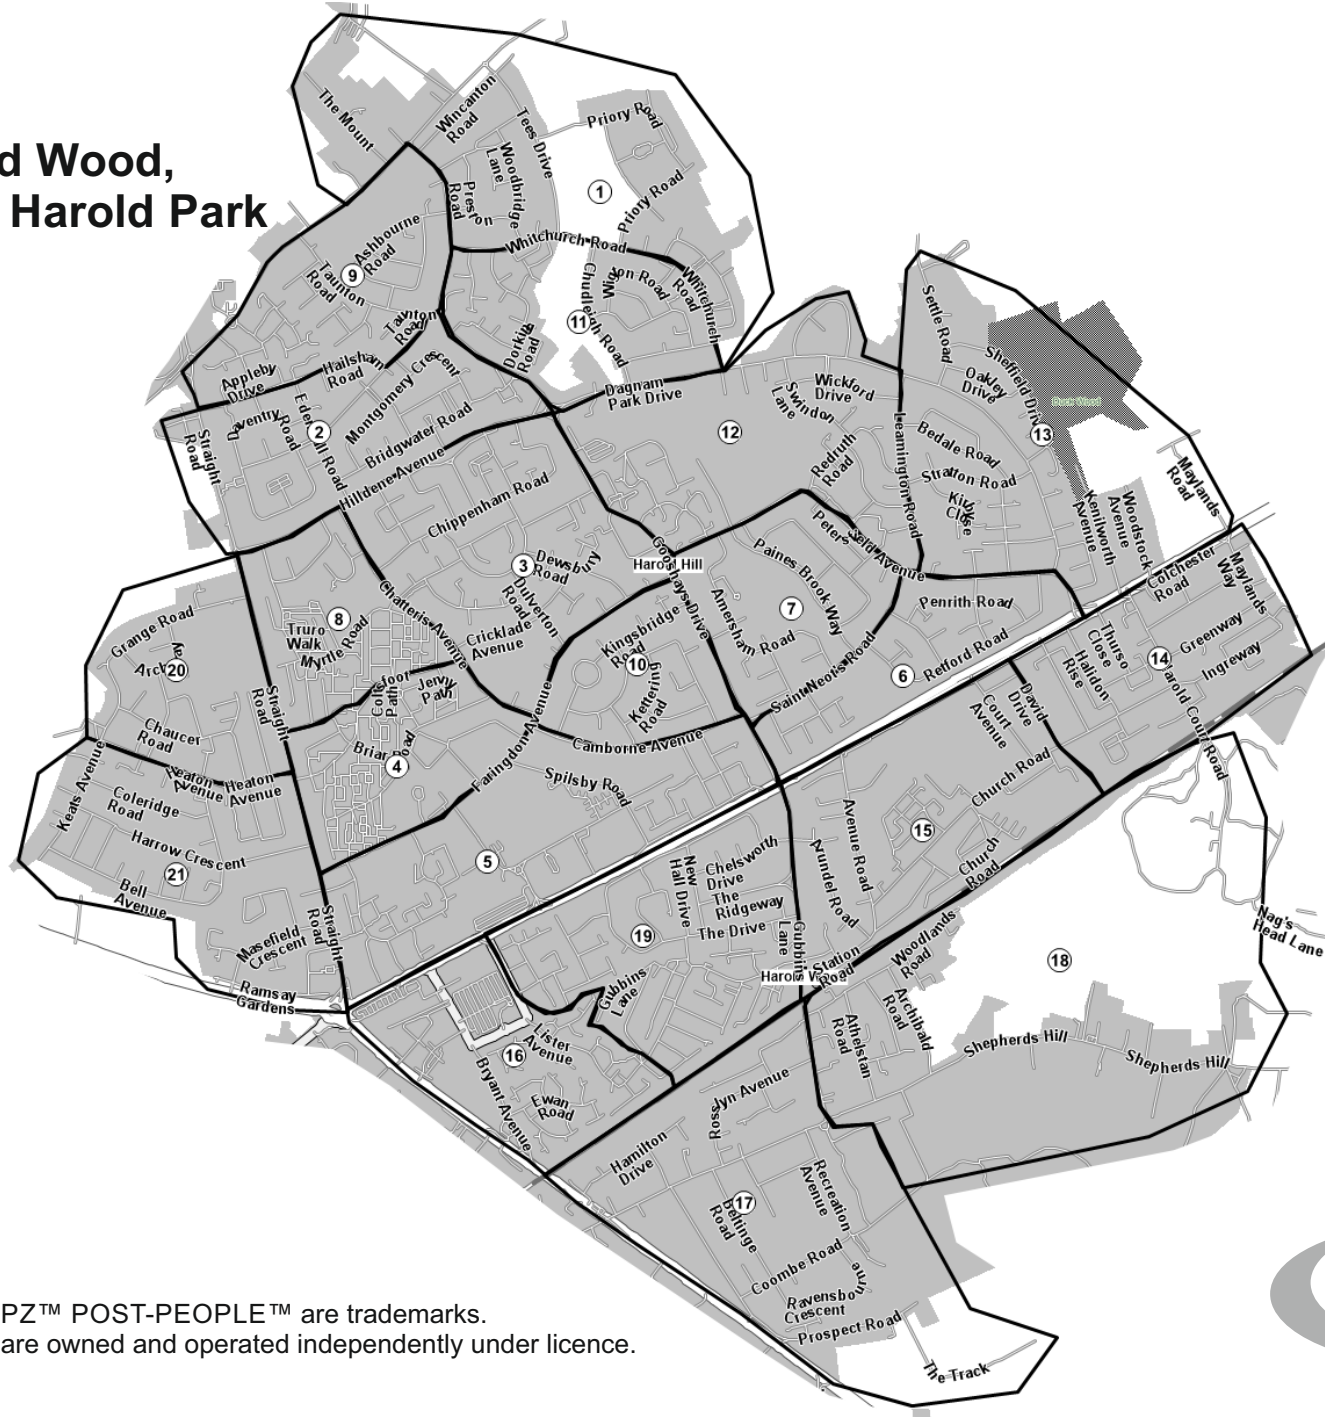 d Wood,
Harold Park
The Mount
Wincanton
Road
Tees Drive
Priory Road
Woodbridge
Lane
Preston
Road
1
Priory Road
Whitchurch Road
Ashbourne
Road
9
Taunton
Road
Taunton
Road
Chudleigh Road
Road
Whitchurch
Road
11
Dorking
Road
Settle Road
Appleby
Drive
Hailsham
Road
Montgomery Crescent
Dagnam
Park Drive
Wickford
Drive
Swindon
Lane
Sheffield Drive
Oakley
Drive
13
Daventry
Road
2
Straight
Road
Bridgwater Road
Hilldene Avenue
12
Redruth
Road
Leamington Road
Bedale Road
Stratton Road
Close
Maylands
Road
Woodstock
Avenue
Kenilworth
Avenue
Chippenham Road
Dewsbury
Road
3
Dulverton
Road
Harold Hill
Gooshays Drive
Petersfield Avenue
Paines Brook Way
7
Amersham Road
Penrith Road
Colchester
Road
Maylands
Way
Greenway
Ingreway
Grange Road
20
8
Truro
Walk
Myrtle Road
Chatteris Avenue
Cricklade
Avenue
Kingsbridge
Road
10
Kettering
Road
Saint Neots Road
6
Retford Road
Thurso
Close
Halidon
Rise
14
Harold Court Road
Straight
Road
Coltsfoot
Path
Path
Briar Road
4
Faringdon Avenue
Camborne Avenue
Spilsby Road
David
Drive
Court
Avenue
Church Road
Chaucer
Road
Heaton
Avenue
Heaton
Avenue
Keats Avenue
Coleridge
Road
Harrow Crescent
21
Bell
Avenue
5
Avenue Road
15
Church
Road
Arundel Road
New
Hall Drive
Chelsworth
Drive
The
Ridgeway
The Drive
19
Gubbins
Lane
Masefield
Crescent
Straight
Road
Ramsay
Gardens
Station
Road
Woodlands
Road
18
Nag's
Head Lane
Gubbins
Lane
Lister
Avenue
16
Bryant Avenue
Ewan
Road
Archibald
Road
Athelstan
Road
Shepherds Hill
Shepherds Hill
Rosslyn Avenue
Hamilton
Drive
Recreation
Avenue
17
Beltinge
Road
Coombe Road
Ravensbourne
Crescent
Prospect Road
The Track
PZ™ POST-PEOPLE™ are trademarks.
are owned and operated independently under licence.